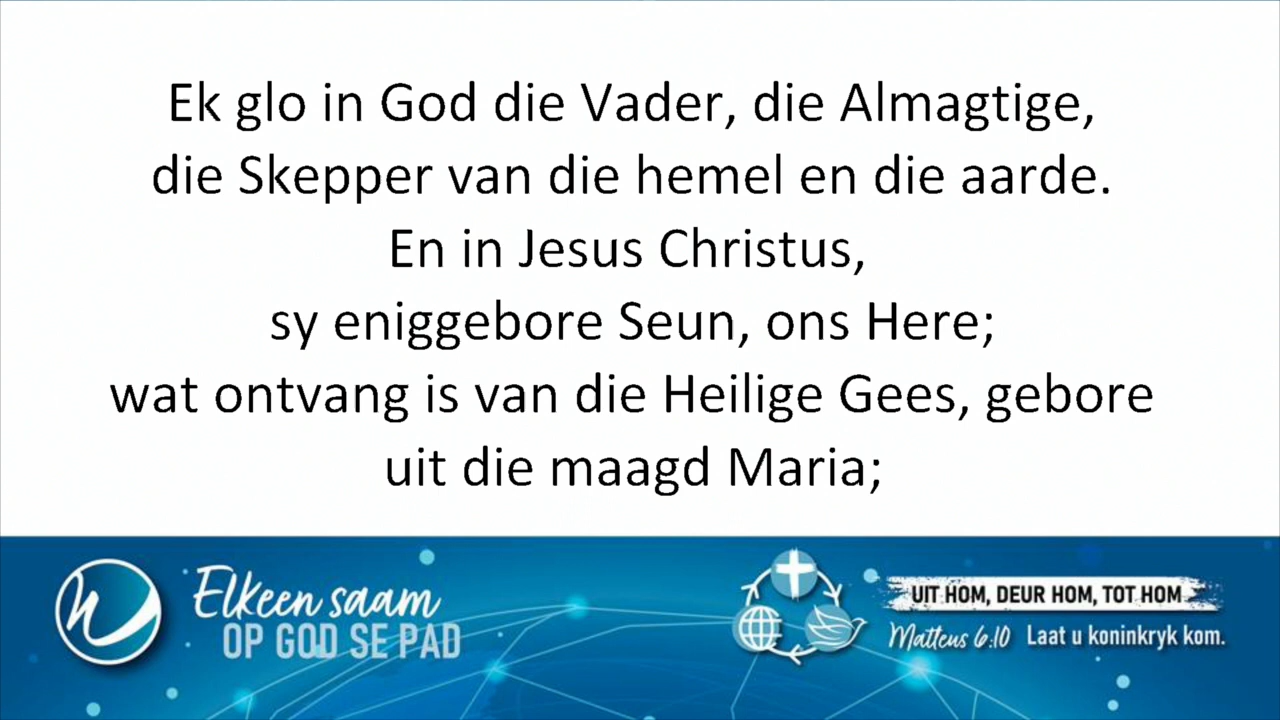 Ek glo in God die Vader, die Almagtige,
die Skepper van die hemel en die aarde.
En in Jesus Christus,
sy eniggebore Seun, ons Here;
wat ontvang is van die Heilige Gees, gebore
uit die maagd Maria;
Elkeen saam
OP GOD SE PAD
UIT HOM, DEUR HOM, TOT HOM
Matteus 6:10 Laat u koninkryk kom.